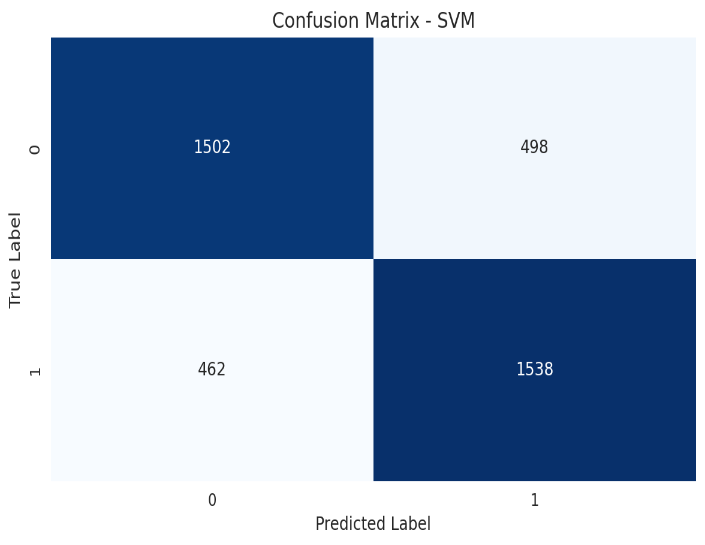 Confusion Matrix - SVM
True Label
0
1502
498
1
462
1538
0
1
Predicted Label